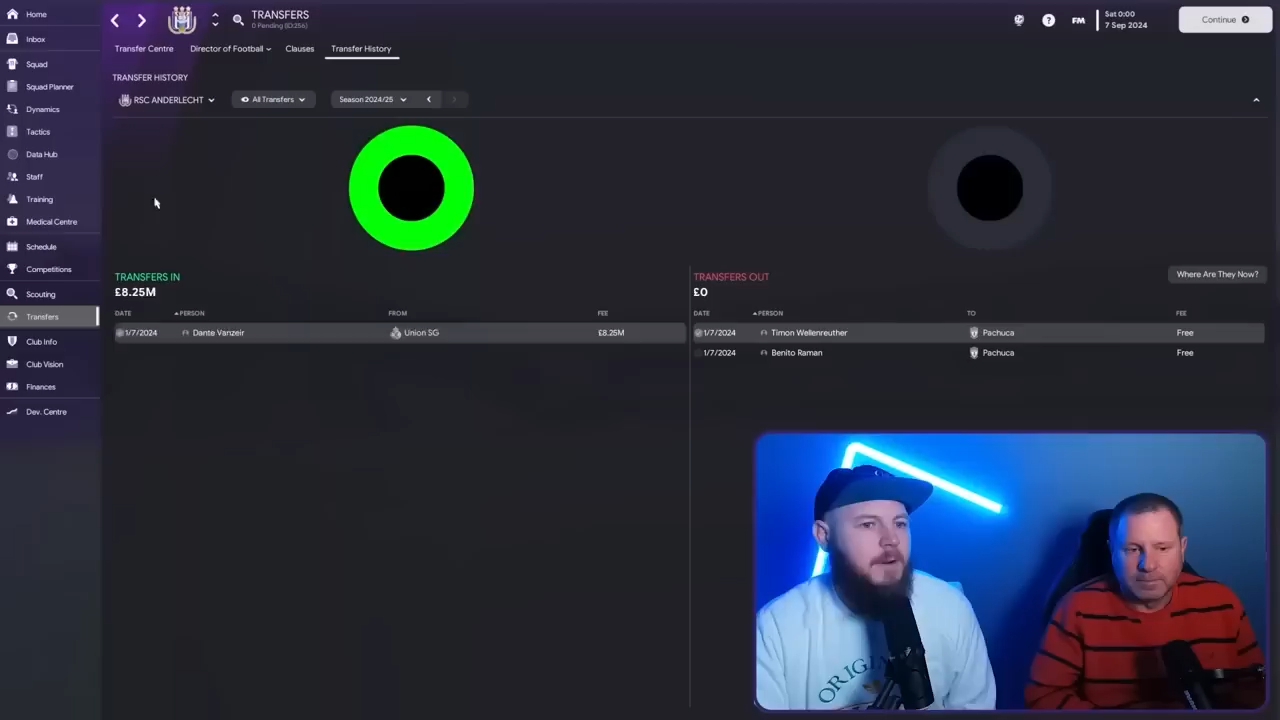 Home
Inbox
Squad
Squad Planner
Dynamics
Tactics
Data Hub
Staff
Training
Medical Centre
Schedule
Competitions
Scouting
Transfers
Club Info
Club Vision
Finances
Dev. Centre
TRANSFERS
0 Pending (ID:256)
FM
Sat 0:00
7 Sep 2024
Continue
Transfer Centre Director of Football Clauses Transfer History
TRANSFER HISTORY
RSC ANDERLECHT All Transfers Season 2024/25
TRANSFERS IN
£8.25M
DATE PERSON FROM FEE
1/7/2024 Dante Vanzeir Union SG £8.25M
TRANSFERS OUT
£0
Where Are They Now?
DATE PERSON TO FEE
1/7/2024 Timon Wellenreuther Pachuca Free
1/7/2024 Benito Raman Pachuca Free